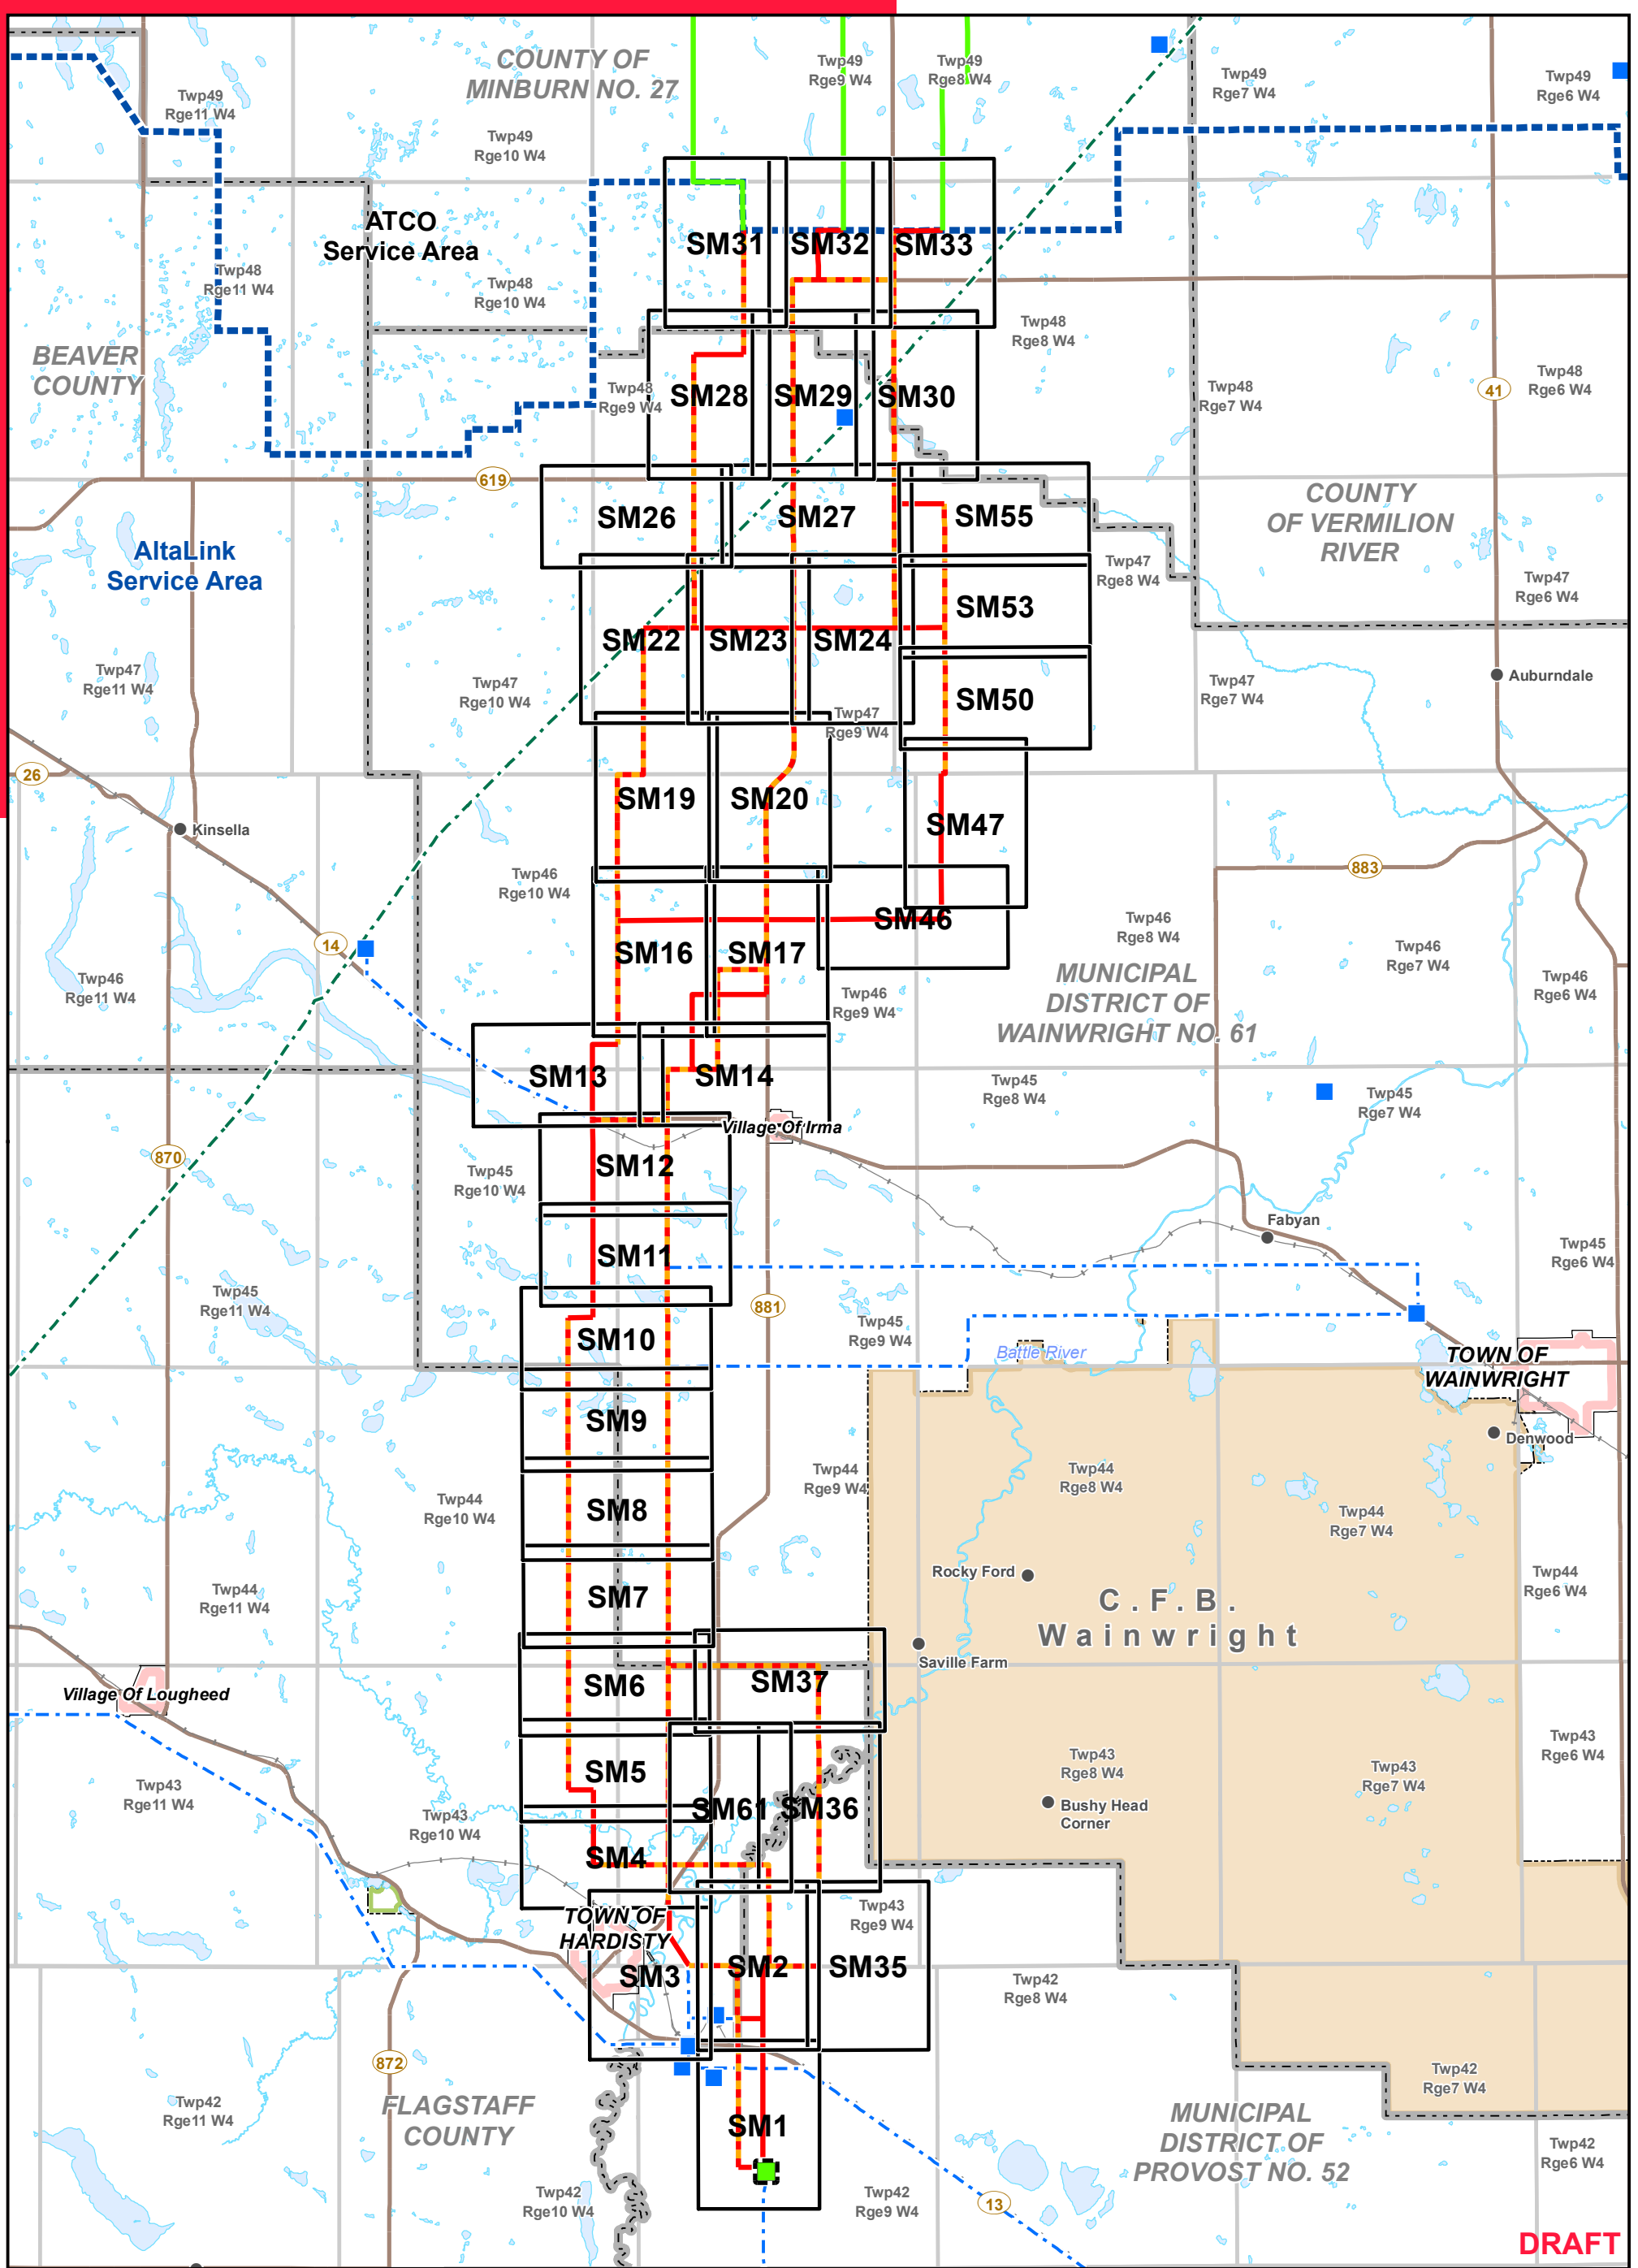 COUNTY OF
MINBURN NO. 27
Twp49
Rge9 W4
Twp49
Rge8 W4
Twp49
Rge7 W4
Twp49
Rge6 W4
Twp49
Rge11 W4
Twp49
Rge10 W4
ATCO
Service Area
SM31
SM32
SM33
Twp48
Rge11 W4
Twp48
Rge10 W4
Twp48
Rge8 W4
BEAVER
COUNTY
Twp48
Rge9 W4
SM28
SM29
SM30
Twp48
Rge7 W4
41
Twp48
Rge6 W4
619
SM26
SM27
SM55
COUNTY
OF VERMILION
RIVER
AltaLink
Service Area
Twp47
Rge8 W4
Twp47
Rge6 W4
SM53
SM22
SM23
SM24
Twp47
Rge11 W4
Twp47
Rge10 W4
SM50
Twp47
Rge7 W4
Auburndale
Twp47
Rge9 W4
26
SM19
SM20
Kinsella
SM47
883
Twp46
Rge10 W4
SM46
14
SM16
SM17
Twp46
Rge8 W4
Twp46
Rge7 W4
Twp46
Rge6 W4
Twp46
Rge11 W4
Twp46
Rge9 W4
MUNICIPAL
DISTRICT OF
WAINWRIGHT NO. 61
SM13
SM14
Twp45
Rge8 W4
Twp45
Rge7 W4
Village Of Irma
870
SM12
Twp45
Rge10 W4
Fabyan
SM11
Twp45
Rge6 W4
Twp45
Rge11 W4
881
SM10
Twp45
Rge9 W4
Battle River
TOWN OF
WAINWRIGHT
SM9
Denwood
Twp44
Rge9 W4
Twp44
Rge8 W4
Twp44
Rge10 W4
SM8
Twp44
Rge7 W4
Rocky Ford
Twp44
Rge11 W4
SM7
C.F.B.
Wainwright
Twp44
Rge6 W4
Saville Farm
SM6
SM37
Village Of Lougheed
Twp43
Rge6 W4
SM5
Twp43
Rge8 W4
Twp43
Rge7 W4
Twp43
Rge11 W4
SM61
SM36
Bushy Head
Corner
Twp43
Rge10 W4
SM4
TOWN OF
HARDISTY
Twp43
Rge9 W4
SM3
SM2
SM35
Twp42
Rge8 W4
872
Twp42
Rge7 W4
Twp42
Rge11 W4
FLAGSTAFF
COUNTY
SM1
MUNICIPAL
DISTRICT OF
PROVOST NO. 52
Twp42
Rge6 W4
Twp42
Rge10 W4
Twp42
Rge9 W4
13
DRAFT